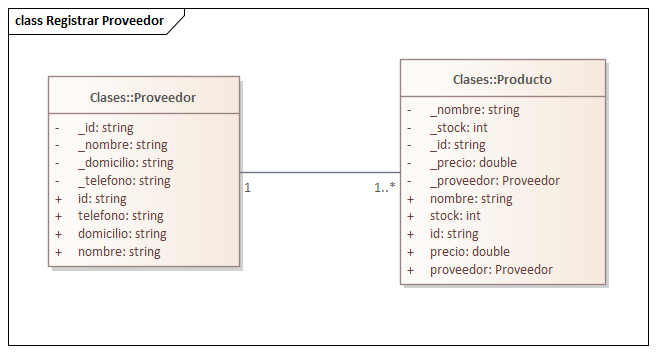 class Registrar Proveedor
Clases::Proveedor
- _id: string
- _nombre: string
- _domicilio: string
- _telefono: string
+ id: string
+ telefono: string
+ domicilio: string
+ nombre: string
1
1..*
Clases::Producto
- _nombre: string
- _stock: int
- _id: string
- _precio: double
- _proveedor: Proveedor
+ nombre: string
+ stock: int
+ id: string
+ precio: double
+ proveedor: Proveedor